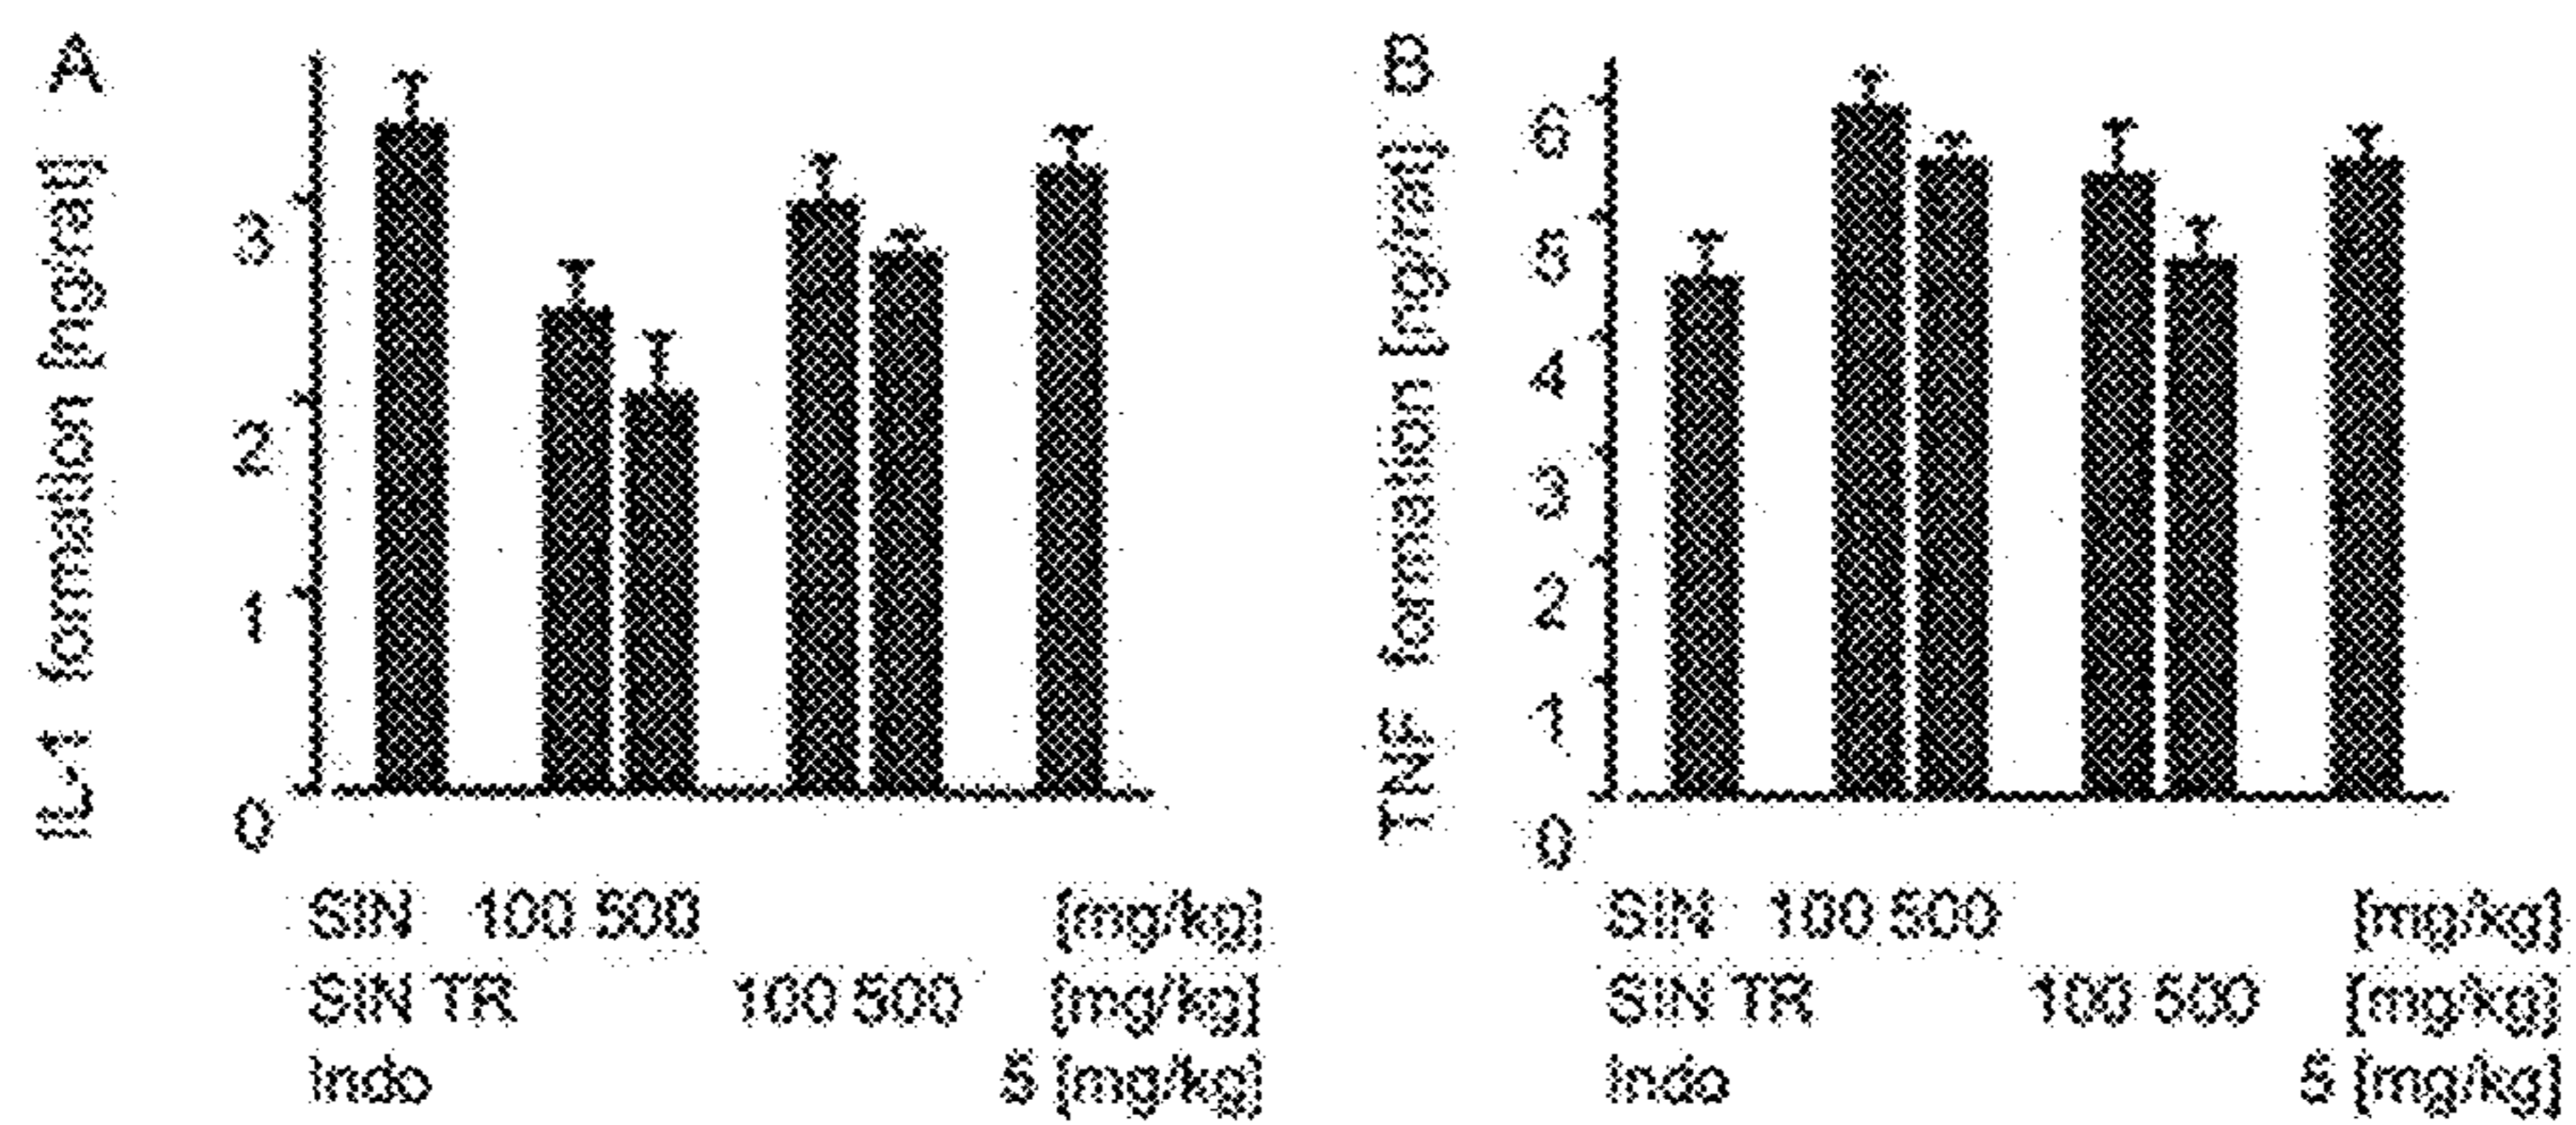 A
IL-1 formation [ng/rat]
3
2
1
0
SIN 100 500 [mg/kg]
SIN TR 100 500 [mg/kg]
Indo 5 [mg/kg]
B
TNF formation [ng/rat]
6
5
4
3
2
1
0
SIN 100 500 [mg/kg]
SIN TR 100 500 [mg/kg]
Indo 5 [mg/kg]